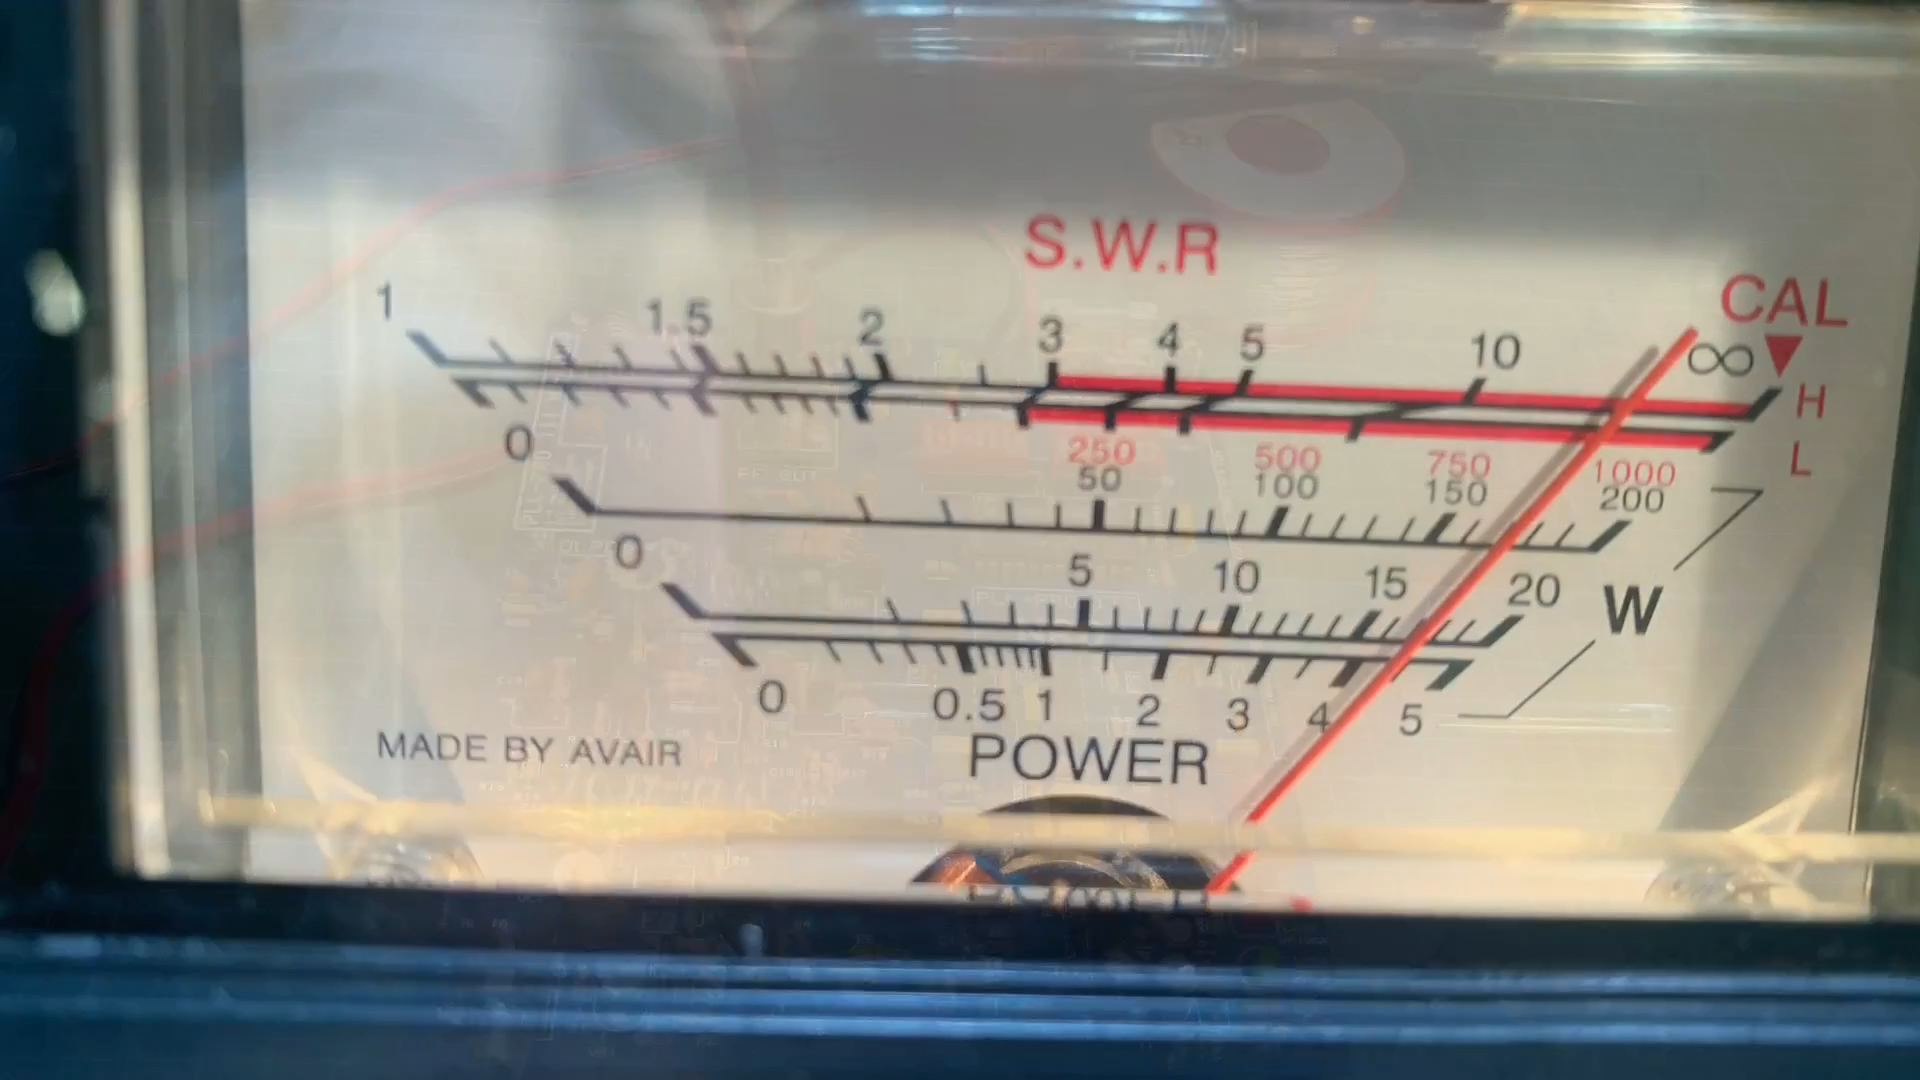 S.W.R
CAL
1 1.5 2 3 4 5 10 ∞
H
0 250 500 750 1000 L
50 100 150 200
0 5 10 15 20 W
0 0.5 1 2 3 4 5
MADE BY AVAIR POWER